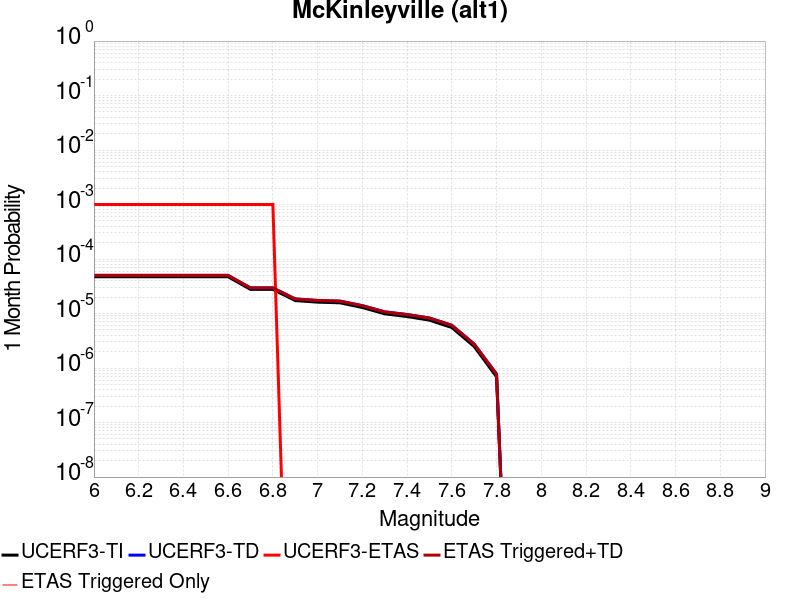 McKinleyville (alt1)
10^0
10^-1
10^-2
10^-3
10^-4
10^-5
10^-6
10^-7
10^-8
1 Month Probability
6 6.2 6.4 6.6 6.8 7 7.2 7.4 7.6 7.8 8 8.2 8.4 8.6 8.8 9
Magnitude
UCERF3-TI UCERF3-TD UCERF3-ETAS ETAS Triggered+TD
ETAS Triggered Only